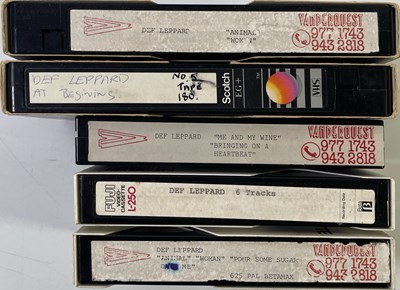 DEF LEPPARD
"ANIMAL"
"WOMAN"
VANDERQUEST
977 1743
943 2818
DEF LEPPARD
AT BEGINING.
No. 5
TAPE
180.
Scotch
EG+
VHS
DEF LEPPARD "ME AND MY WINE"
"BRINGING ON A
HEARTBEAT"
VANDERQUEST
977 1743
943 2818
FUJI
VIDEO
CASSETTE
L-250
DEF LEPPARD 6 Tracks
DEF LEPPARD
"ANIMAL" "WOMAN" "POUR SOME SUGAR
ON ME"
625 PAL BETAMAX
VANDERQUEST
977 1743
943 2818